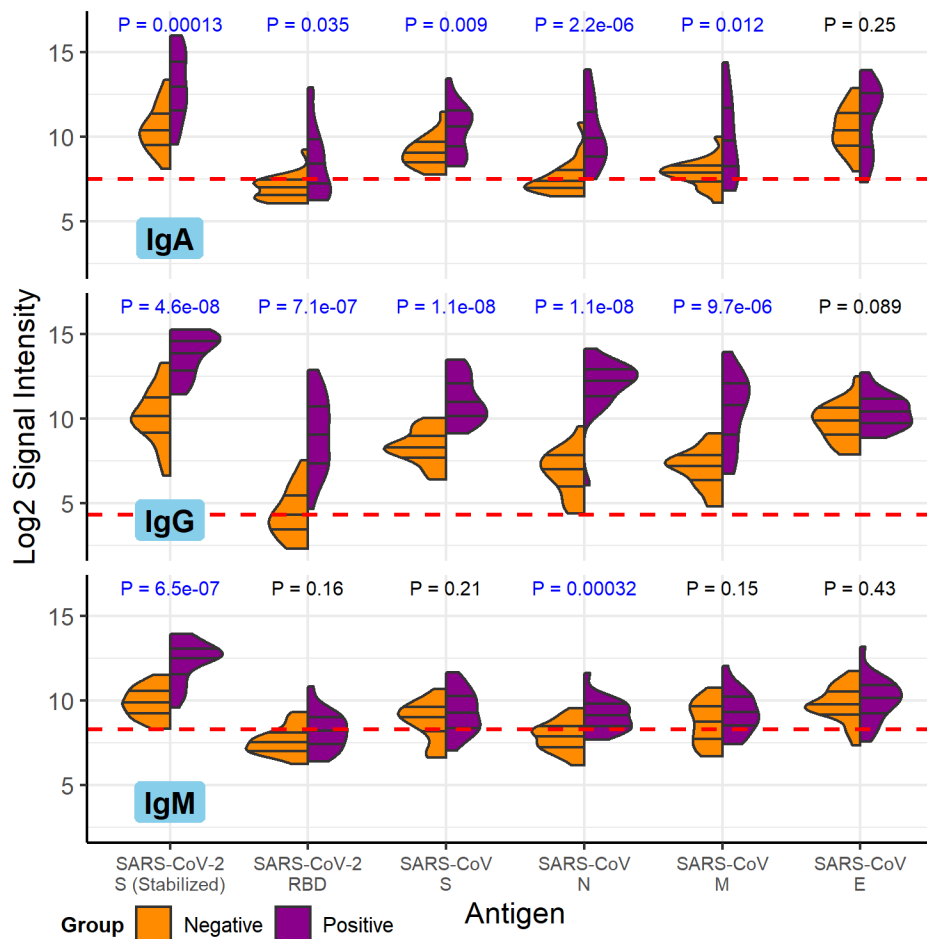 P = 0.00013 P = 0.035 P = 0.009 P = 2.2e-06 P = 0.012 P = 0.25
15
10
5
IgA
P = 4.6e-08 P = 7.1e-07 P = 1.1e-08 P = 1.1e-08 P = 9.7e-06 P = 0.089
15
10
5
IgG
P = 6.5e-07 P = 0.16 P = 0.21 P = 0.00032 P = 0.15 P = 0.43
15
10
5
IgM
Log2 Signal Intensity
SARS-CoV-2 SARS-CoV-2 SARS-CoV SARS-CoV SARS-CoV SARS-CoV
S (Stabilized) RBD S N M E
Antigen
Group Negative Positive